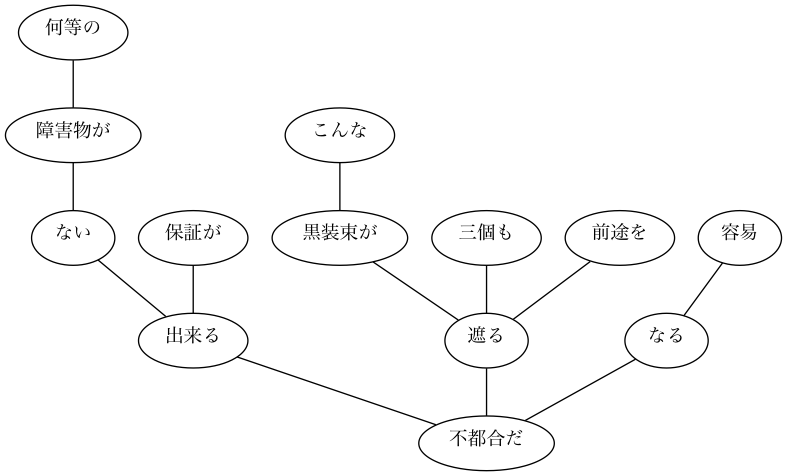 何等の
障害物が
こんな
ない
保証が
黒装束が
三個も
前途を
容易
出来る
遮る
なる
不都合だ